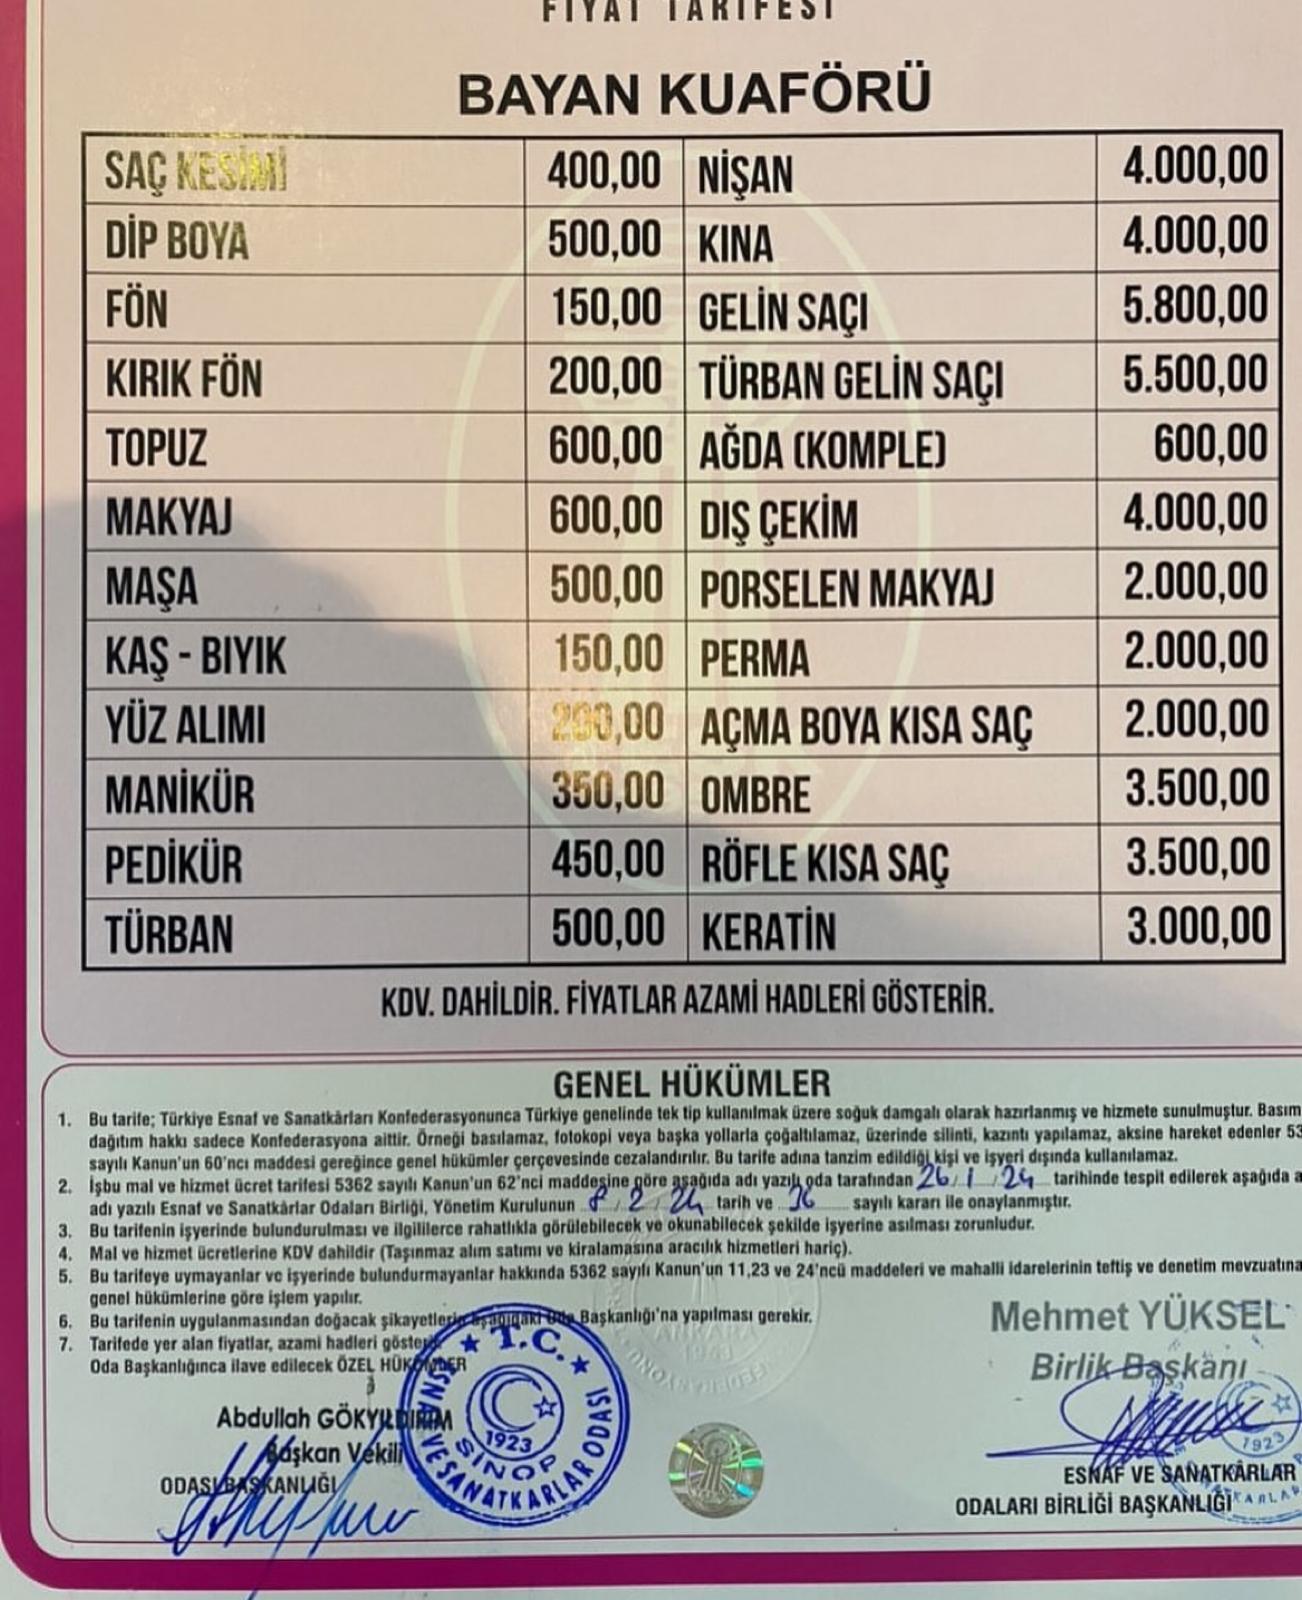 FİYAT TARİFESİ
BAYAN KUAFÖRÜ
SAÇ KESİMİ 400,00 NİŞAN 4.000,00
DİP BOYA 500,00 KINA 4.000,00
FÖN 150,00 GELİN SAÇI 5.800,00
KIRIK FÖN 200,00 TÜRBAN GELİN SAÇI 5.500,00
TOPUZ 600,00 AĞDA (KOMPLE) 600,00
MAKYAJ 600,00 DIŞ ÇEKİM 4.000,00
MAŞA 500,00 PORSELEN MAKYAJ 2.000,00
KAŞ - BIYIK 150,00 PERMA 2.000,00
YÜZ ALIMI 200,00 AÇMA BOYA KISA SAÇ 2.000,00
MANİKÜR 350,00 OMBRE 3.500,00
PEDİKÜR 450,00 RÖFLE KISA SAÇ 3.500,00
TÜRBAN 500,00 KERATİN 3.000,00
KDV. DAHİLDİR. FİYATLAR AZAMİ HADLERİ GÖSTERİR.
GENEL HÜKÜMLER
1. Bu tarife; Türkiye Esnaf ve Sanatkârları Konfederasyonunca Türkiye genelinde tek tip kullanılmak üzere soğuk damgalı olarak hazırlanmış ve hizmete sunulmuştur. Basım
dağıtım hakkı sadece Konfederasyona aittir. Örneği basılamaz, fotokopi veya başka yollarla çoğaltılamaz, üzerinde silinti, kazıntı yapılamaz, aksine hareket edenler 53
sayılı Kanun'un 60'ncı maddesi gereğince genel hükümler çerçevesinde cezalandırılır. Bu tarife adına tanzim edildiği kişi ve işyeri dışında kullanılamaz.
2. İşbu mal ve hizmet ücret tarifesi 5362 sayılı Kanun'un 62'nci maddesine göre aşağıda adı yazılı oda tarafından 26/1/24 tarihinde tespit edilerek aşağıda a
adı yazılı Esnaf ve Sanatkârlar Odaları Birliği, Yönetim Kurulunun 8/2/24 tarih ve 36 sayılı kararı ile onaylanmıştır.
3. Bu tarifenin işyerinde bulundurulması ve ilgililerce rahatlıkla görülebilecek ve okunabilecek şekilde işyerine asılması zorunludur.
4. Mal ve hizmet ücretlerine KDV dahildir (Taşınmaz alım satımı ve kiralamasına aracılık hizmetleri hariç).
5. Bu tarifeye uymayanlar ve işyerinde bulundurmayanlar hakkında 5362 sayılı Kanun'un 11,23 ve 24'ncü maddeleri ve mahalli idarelerinin teftiş ve denetim mevzuatına
genel hükümlerine göre işlem yapılır.
6. Bu tarifenin uygulanmasından doğacak şikayetlerin aşağıdaki Oda Başkanlığı'na yapılması gerekir.
7. Tarifede yer alan fiyatlar, azami hadleri göster
Oda Başkanlığınca ilave edilecek ÖZEL HÜKÜMLER
Mehmet YÜKSEL
Birlik Başkanı
ESNAF VE SANATKÂRLAR
ODALARI BİRLİĞİ BAŞKANLIĞI
Abdullah GÖKYILDIRIM
Başkan Vekili
ODASI BAŞKANLIĞI
T.C.
ESNAF VE SANATKARLAR ODASI
SİNOP
1923
ANKARA
1923